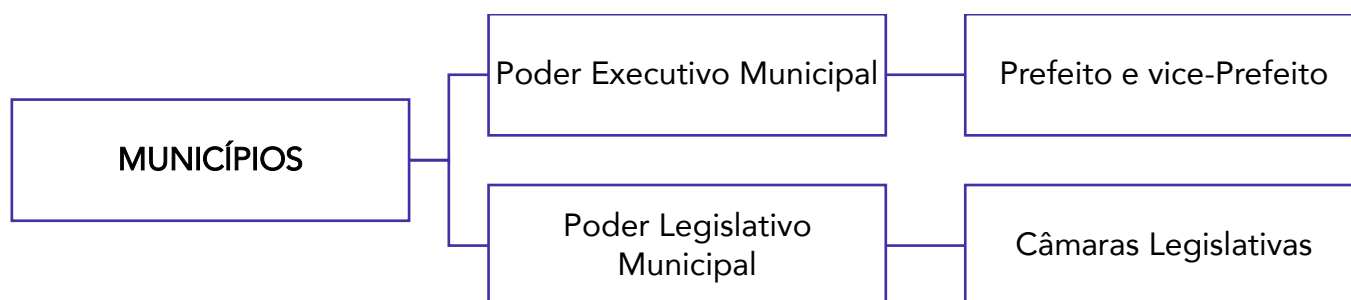 MUNICÍPIOS
Poder Executivo Municipal
Prefeito e vice-Prefeito
Poder Legislativo
Municipal
Câmaras Legislativas